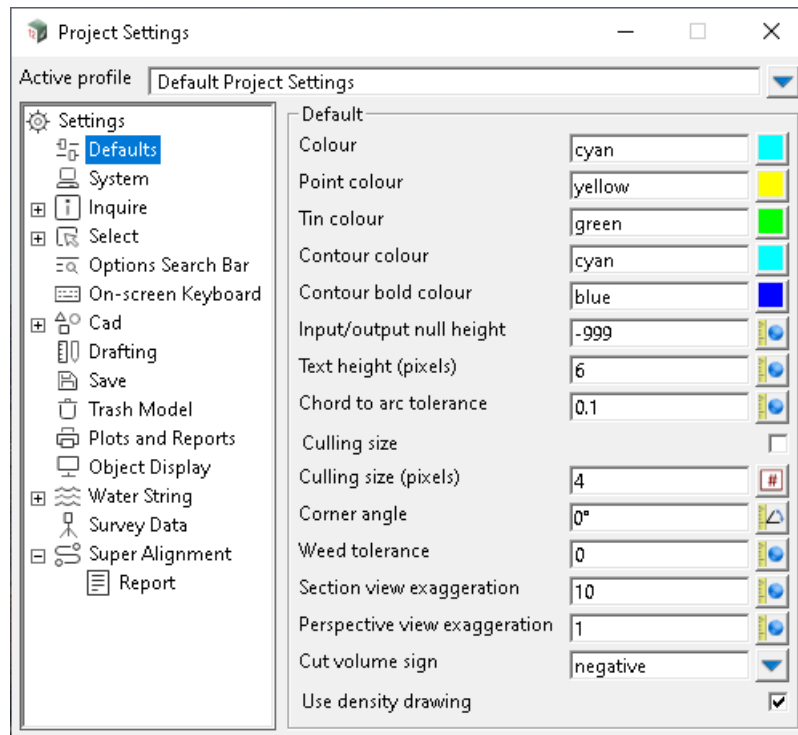 Project Settings
Active profile Default Project Settings
Settings
Defaults
System
Inquire
Select
Options Search Bar
On-screen Keyboard
Cad
Drafting
Save
Trash Model
Plots and Reports
Object Display
Water String
Survey Data
Super Alignment
Report
Default
Colour cyan
Point colour yellow
Tin colour green
Contour colour cyan
Contour bold colour blue
Input/output null height -999
Text height (pixels) 6
Chord to arc tolerance 0.1
Culling size
Culling size (pixels) 4 #
Corner angle 0°
Weed tolerance 0
Section view exaggeration 10
Perspective view exaggeration 1
Cut volume sign negative
Use density drawing